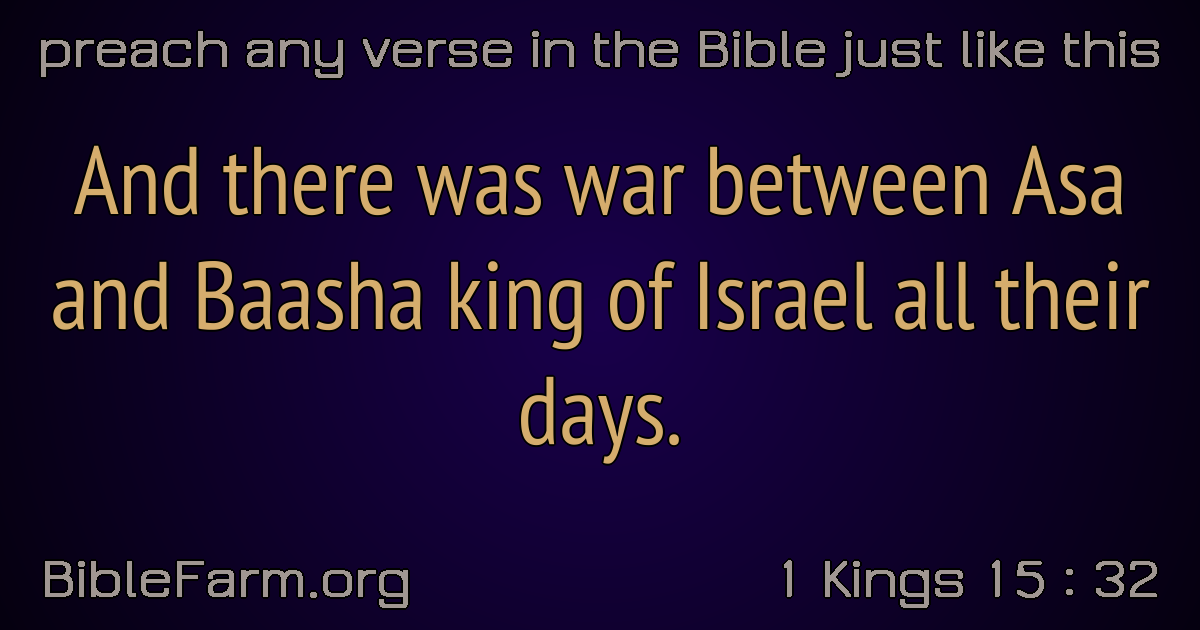 preach any verse in the Bible just like this
And there was war between Asa
and Baasha king of Israel all their
days.
BibleFarm.org
1 Kings 15 : 32